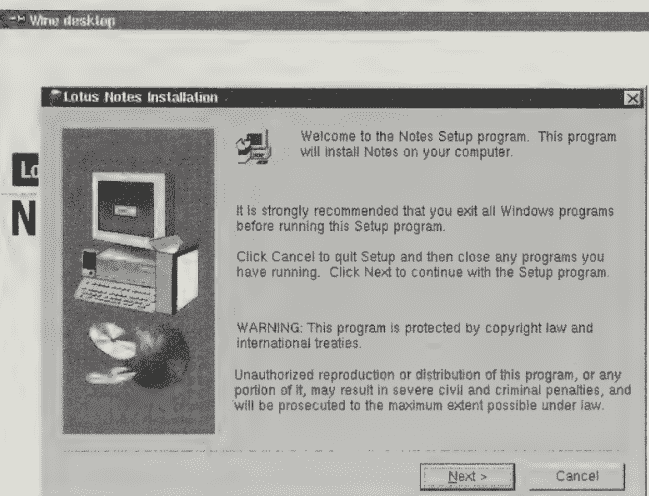 Wine desktop
Lotus Notes Installation
Welcome to the Notes Setup program. This program
will install Notes on your computer.
Lo
N
It is strongly recommended that you exit all Windows programs
before running this Setup program.
Click Cancel to quit Setup and then close any programs you
have running. Click Next to continue with the Setup program.
WARNING: This program is protected by copyright law and
international treaties.
Unauthorized reproduction or distribution of this program, or any
portion of it, may result in severe civil and criminal penalties, and
will be prosecuted to the maximum extent possible under law.
Next >
Cancel